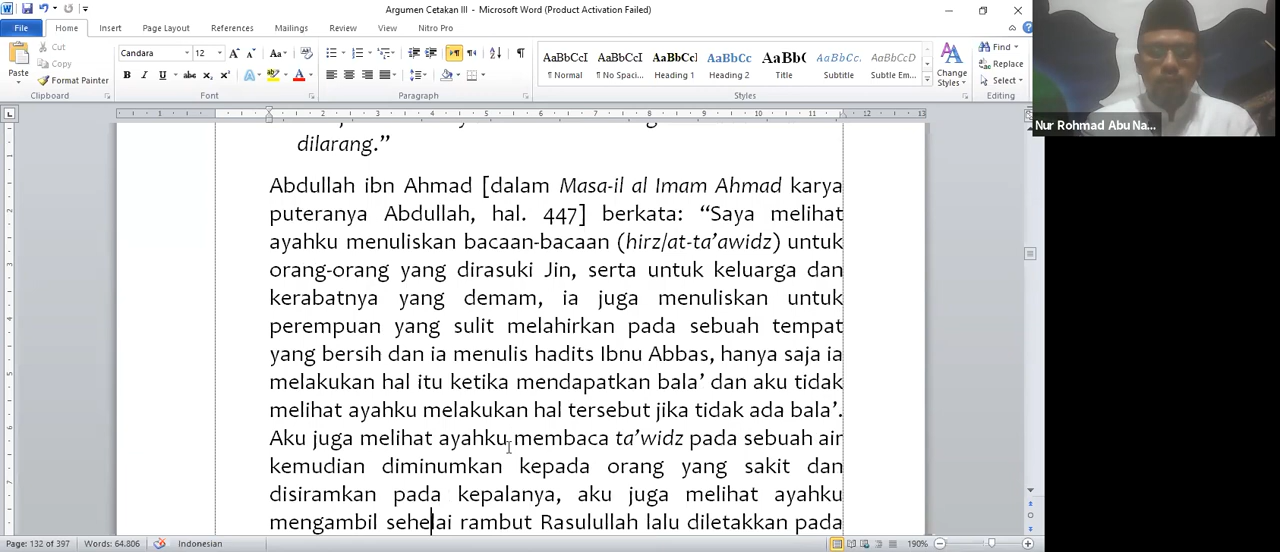 Argumen Cetakan III - Microsoft Word (Product Activation Failed)
File Home Insert Page Layout References Mailings Review View Nitro Pro
Cut
Copy
Format Painter
Paste
Clipboard
Candara 12
Font
Paragraph
AaBbCcI AaBbCcI AaBbCcl AaBbCc AaBb( AaBbCc. AaBbCcD
¶ Normal ¶ No Spaci... Heading 1 Heading 2 Title Subtitle Subtle Em...
Styles
Change Styles
Find
Replace
Select
Editing
Nur Rohmad Abu Na...
dilarang.”
Abdullah ibn Ahmad [dalam Masa-il al Imam Ahmad karya
puteranya Abdullah, hal. 447] berkata: “Saya melihat
ayahku menuliskan bacaan-bacaan (hirz/at-ta’awidz) untuk
orang-orang yang dirasuki Jin, serta untuk keluarga dan
kerabatnya yang demam, ia juga menuliskan untuk
perempuan yang sulit melahirkan pada sebuah tempat
yang bersih dan ia menulis hadits Ibnu Abbas, hanya saja ia
melakukan hal itu ketika mendapatkan bala’ dan aku tidak
melihat ayahku melakukan hal tersebut jika tidak ada bala’.
Aku juga melihat ayahku membaca ta’widz pada sebuah air
kemudian diminumkan kepada orang yang sakit dan
disiramkan pada kepalanya, aku juga melihat ayahku
mengambil sehelai rambut Rasulullah lalu diletakkan pada
Page: 132 of 397 Words: 64.806 Indonesian 190%